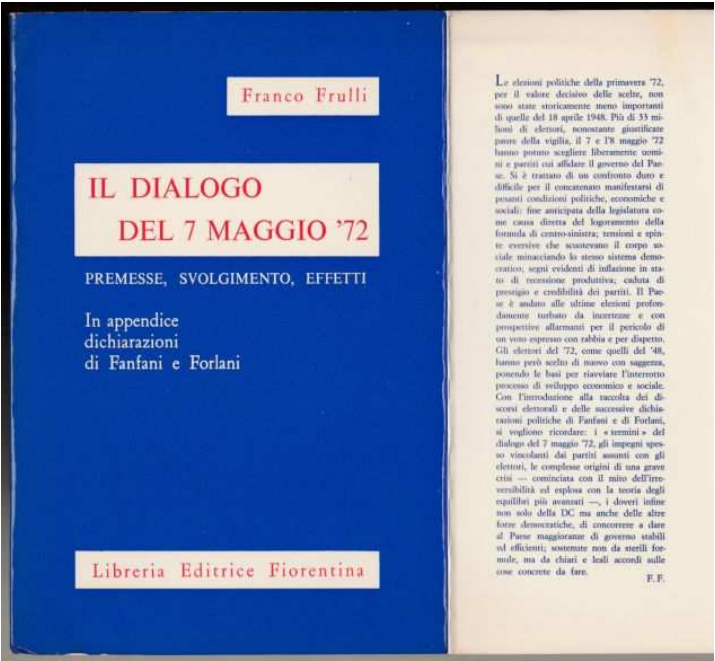 Franco Frulli
IL DIALOGO
DEL 7 MAGGIO '72
PREMESSE, SVOLGIMENTO, EFFETTI
In appendice
dichiarazioni
di Fanfani e Forlani
Libreria Editrice Fiorentina
Le elezioni politiche della primavera '72,
per il valore decisivo delle scelte, non
sono state storicamente meno importanti
di quelle del 18 aprile 1948. Più di 33 mi-
lioni di elettori, nonostante giustificate
paure della vigilia, il 7 e l'8 maggio '72
hanno potuto scegliere liberamente uomi-
ni e partiti cui affidare il governo del Pae-
se. Si è trattato di un confronto duro e
difficile per il concatenato manifestarsi di
pesanti condizioni politiche, economiche e
sociali: fine anticipata della legislatura co-
me causa diretta del logoramento della
formula di centro-sinistra; tensioni e spin-
te eversive che scuotevano il corpo so-
ciale minacciando lo stesso sistema demo-
cratico; segni evidenti di inflazione in sta-
to di recessione produttiva; caduta di
prestigio e credibilità dei partiti. Il Pae-
se è andato alle ultime elezioni profon-
damente turbato da incertezze e con
prospettive allarmanti per il pericolo di
un voto espresso con rabbia e per dispetto.
Gli elettori del '72, come quelli del '48,
hanno però scelto di nuovo con saggezza,
ponendo le basi per riavviare l'interrotto
processo di sviluppo economico e sociale.
Con l'introduzione alla raccolta dei di-
scorsi elettorali e delle successive dichia-
razioni politiche di Fanfani e di Forlani,
si vogliono ricordare: i « termini » del
dialogo del 7 maggio '72, gli impegni spes-
so vincolanti dai partiti assunti con gli
elettori, le complesse origini di una grave
crisi — cominciata con il mito dell'irre-
versibilità ed esplosa con la teoria degli
equilibri più avanzati —, i doveri infine
non solo della DC ma anche delle altre
forze democratiche, di concorrere a dare
al Paese maggioranze di governo stabili
ed efficienti; sostenute non da sterili for-
mule, ma da chiari e leali accordi sulle
cose concrete da fare.
F. F.